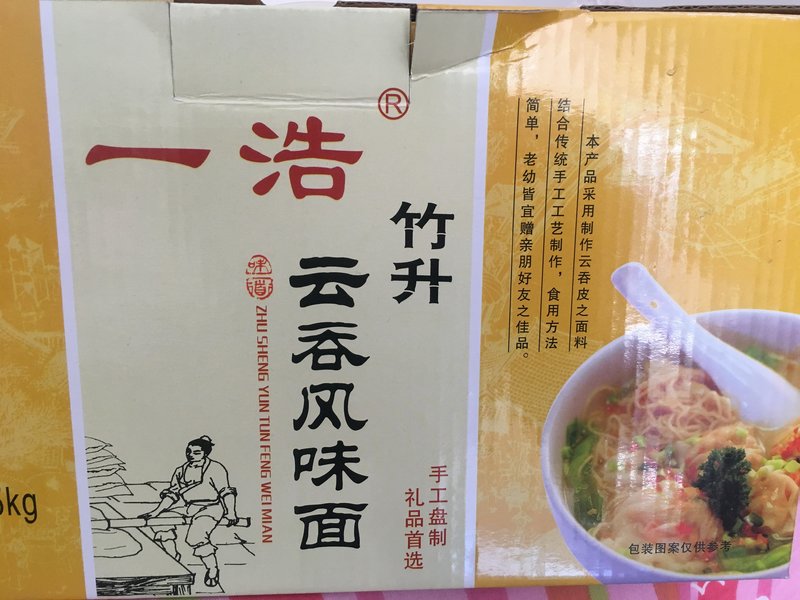 一浩®
竹升
云吞风味面
味道
ZHU SHENG YUN TUN FENG WEI MIAN
手工盘制
礼品首选
本产品采用制作云吞皮之面料
结合传统手工工艺制作，食用方法
简单，老幼皆宜赠亲朋好友之佳品。
包装图案仅供参考
kg